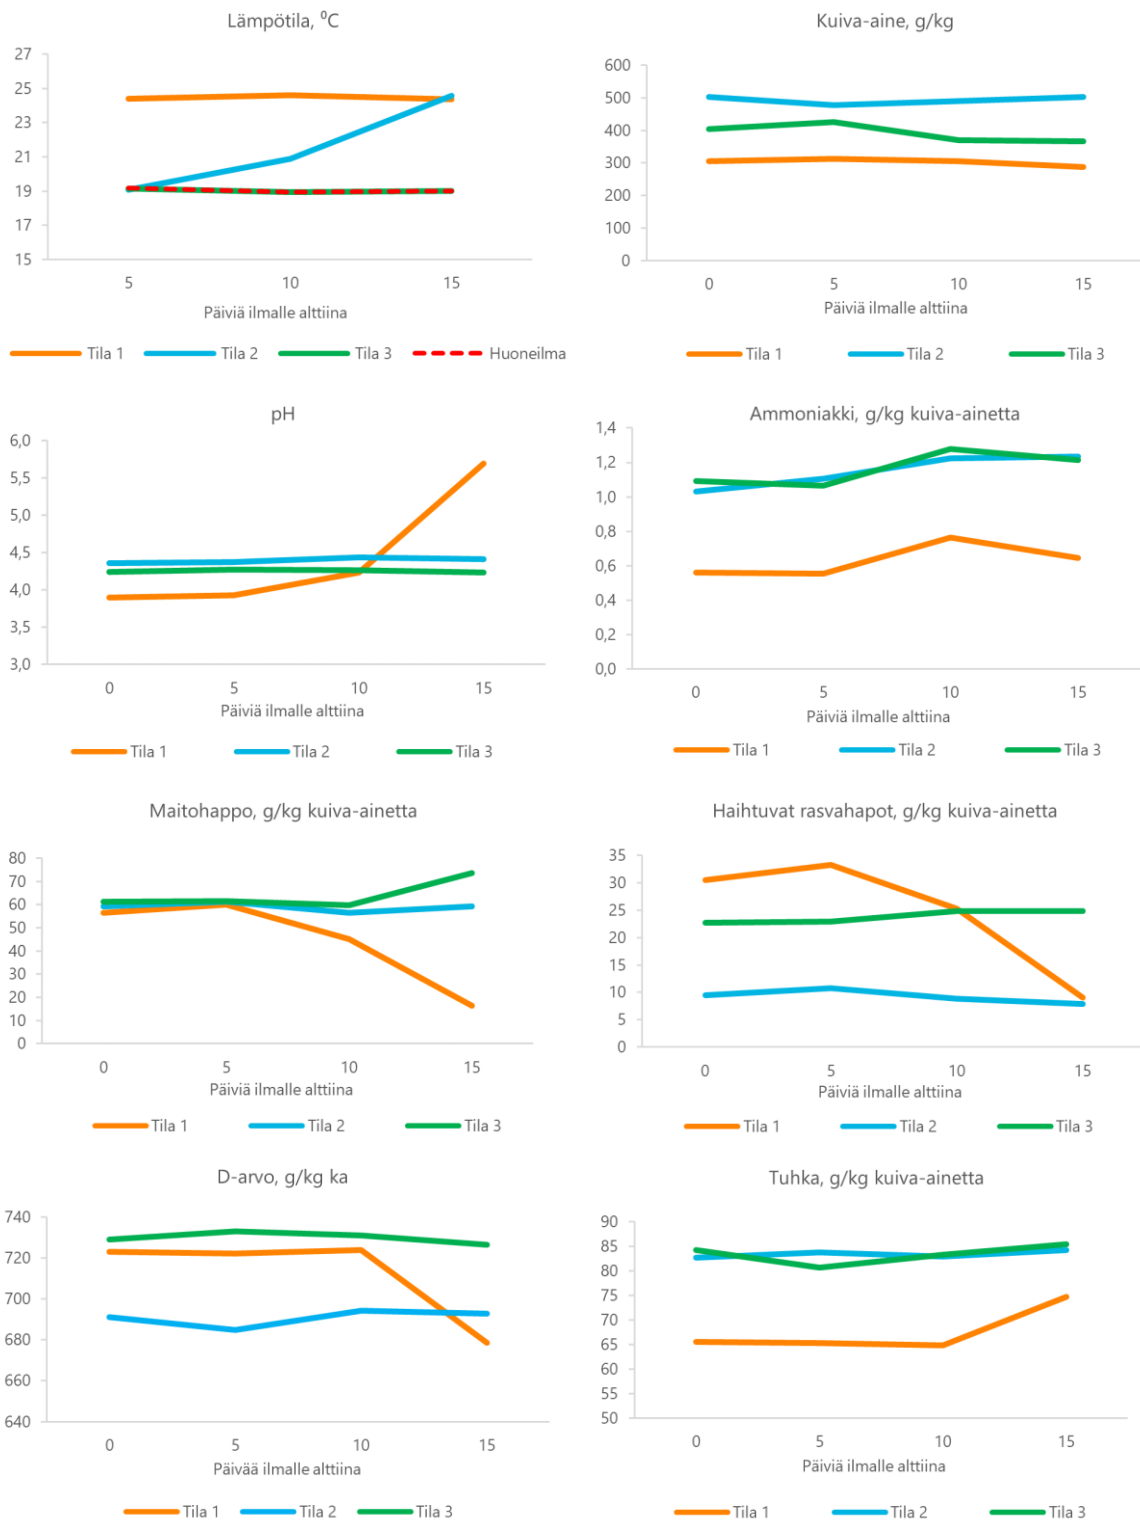 Lämpötila, ⁰C
27
25
23
21
19
17
15
5 10 15
Päiviä ilmalle alttiina
Tila 1 Tila 2 Tila 3 Huoneilma
Kuiva-aine, g/kg
600
500
400
300
200
100
0
0 5 10 15
Päiviä ilmalle alttiina
Tila 1 Tila 2 Tila 3
pH
6,0
5,5
5,0
4,5
4,0
3,5
3,0
0 5 10 15
Päiviä ilmalle alttiina
Tila 1 Tila 2 Tila 3
Ammoniakki, g/kg kuiva-ainetta
1,4
1,2
1,0
0,8
0,6
0,4
0,2
0,0
0 5 10 15
Päiviä ilmalle alttiina
Tila 1 Tila 2 Tila 3
Maitohappo, g/kg kuiva-ainetta
80
70
60
50
40
30
20
10
0
0 5 10 15
Päiviä ilmalle alttiina
Tila 1 Tila 2 Tila 3
Haihtuvat rasvahapot, g/kg kuiva-ainetta
35
30
25
20
15
10
5
0
0 5 10 15
Päiviä ilmalle alttiina
Tila 1 Tila 2 Tila 3
D-arvo, g/kg ka
740
720
700
680
660
640
0 5 10 15
Päivää ilmalle alttiina
Tila 1 Tila 2 Tila 3
Tuhka, g/kg kuiva-ainetta
90
85
80
75
70
65
60
55
50
0 5 10 15
Päiviä ilmalle alttiina
Tila 1 Tila 2 Tila 3